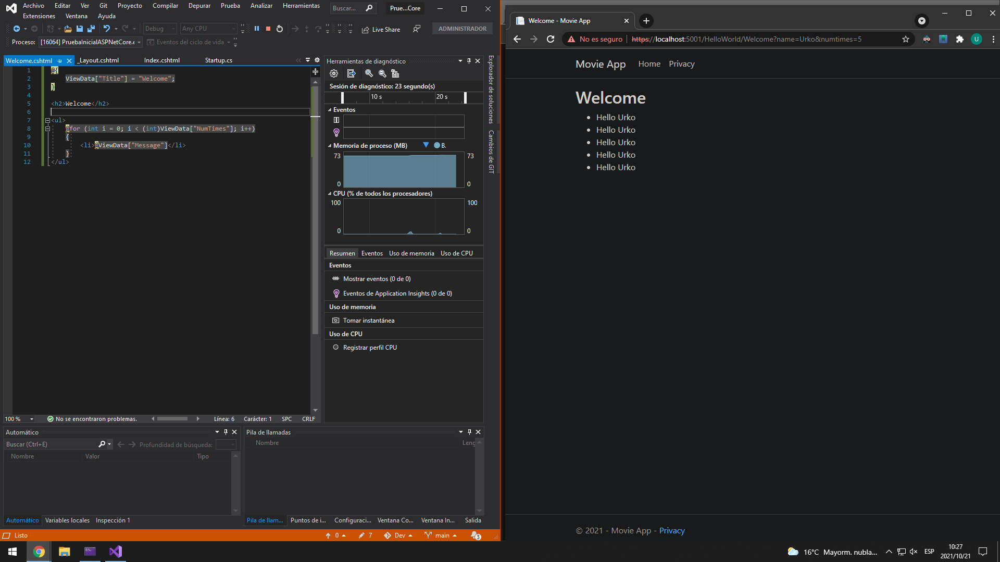 Archivo Editar Ver Git Proyecto Compilar Depurar Prueba Analizar Herramientas Buscar... Prue...Core
Extensiones Ventana Ayuda
Debug Any CPU Live Share ADMINISTRADOR
Proceso: [16064] PruebaInicialASPNetCore.e Eventos del ciclo de vida
Welcome.cshtml _Layout.cshtml Index.cshtml Startup.cs
1 @{
2 ViewData["Title"] = "Welcome";
3 }
4
5 <h2>Welcome</h2>
6
7 <ul>
8 @for (int i = 0; i < (int)ViewData["NumTimes"]; i++)
9 {
10 <li>@ViewData["Message"]</li>
11 }
12 </ul>
100 % No se encontraron problemas. Línea: 6 Carácter: 1 SPC CRLF
Herramientas de diagnóstico
Sesión de diagnóstico: 23 segundo(s)
10 s 20 s
Eventos
Memoria de proceso (MB) B.
73 73
0 0
CPU (% de todos los procesadores)
100 100
0 0
Resumen Eventos Uso de memoria Uso de CPU
Eventos
Mostrar eventos (0 de 0)
Eventos de Application Insights (0 de 0)
Uso de memoria
Tomar instantánea
Uso de CPU
Registrar perfil CPU
Explorador de soluciones
Cambios de GIT
Automático
Buscar (Ctrl+E) Profundidad de búsqueda:
Nombre Valor Tipo
Automático Variables locales Inspección 1
Pila de llamadas
Nombre Leng
Pila de llam... Puntos de i... Configuraci... Ventana Co... Ventana In... Salida
Listo 0 7 Dev main 3
Welcome - Movie App
No es seguro https://localhost:5001/HelloWorld/Welcome?name=Urko&numtimes=5 U
Movie App Home Privacy
Welcome
Hello Urko
Hello Urko
Hello Urko
Hello Urko
Hello Urko
© 2021 - Movie App - Privacy
16°C Mayorm. nubla... ESP 10:27
2021/10/21